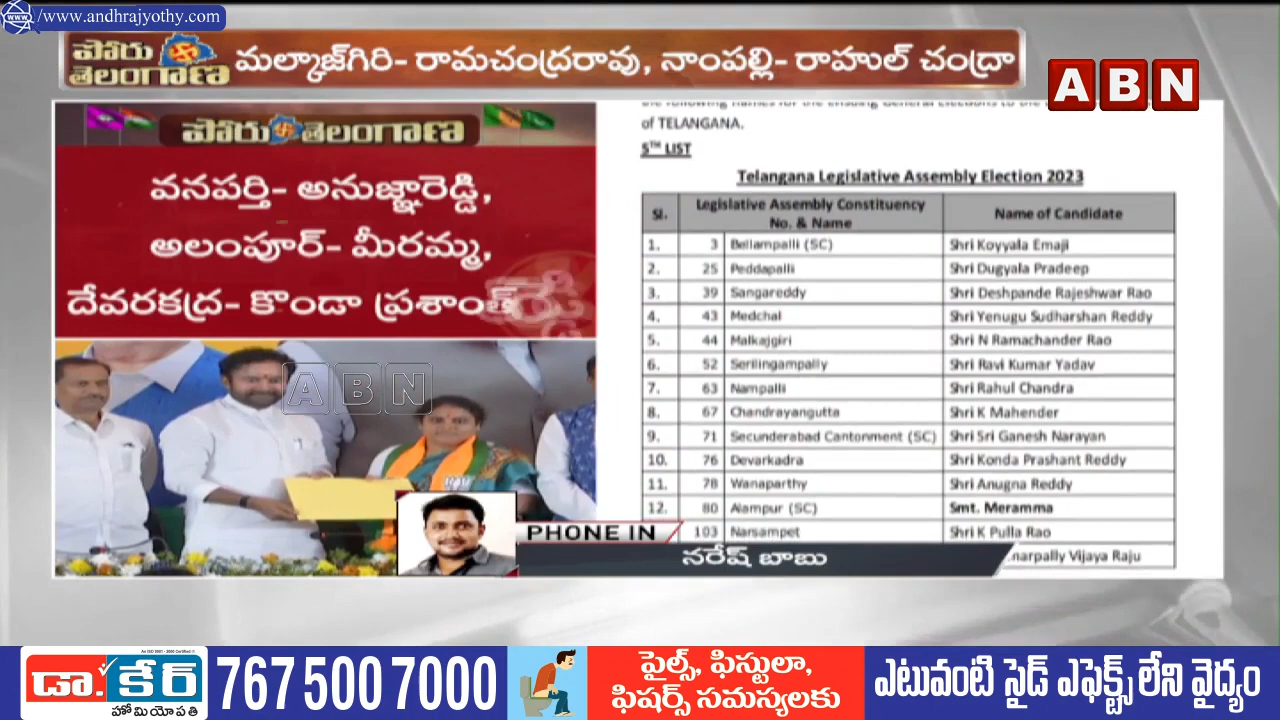 www.andhrajyothy.com
పోరు తెలంగాణ
మల్కాజ్‌గిరి- రామచంద్రరావు, నాంపల్లి- రాహుల్ చంద్రా
ABN
పోరు తెలంగాణ
వనపర్తి- అనుజ్ఞారెడ్డి,
అలంపూర్- మీరమ్మ,
దేవరకద్ర- కొండా ప్రశాంత్
of TELANGANA.
5TH LIST
Telangana Legislative Assembly Election 2023
Sl. Legislative Assembly Constituency No. & Name Name of Candidate
1. 3 Bellampalli (SC) Shri Koyyala Emaji
2. 25 Peddapalli Shri Dugyala Pradeep
3. 39 Sangareddy Shri Deshpande Rajeshwar Rao
4. 43 Medchal Shri Yenugu Sudharshan Reddy
5. 44 Malkajgiri Shri N Ramachander Rao
6. 52 Serilingampally Shri Ravi Kumar Yadav
7. 63 Nampalli Shri Rahul Chandra
8. 67 Chandrayangutta Shri K Mahender
9. 71 Secunderabad Cantonment (SC) Shri Sri Ganesh Narayan
10. 76 Devarkadra Shri Konda Prashant Reddy
11. 78 Wanaparthy Shri Anugna Reddy
12. 80 Alampur (SC) Smt. Meramma
103 Narsampet Shri K Pulla Rao
Vijaya Raju
ABN
PHONE IN
నరేష్ బాబు
డా. కేర్
హోమియోపతి
767 500 7000
పైల్స్, ఫిస్టులా,
ఫిషర్స్ సమస్యలకు
ఎటువంటి సైడ్ ఎఫెక్ట్స్ లేని వైద్యం